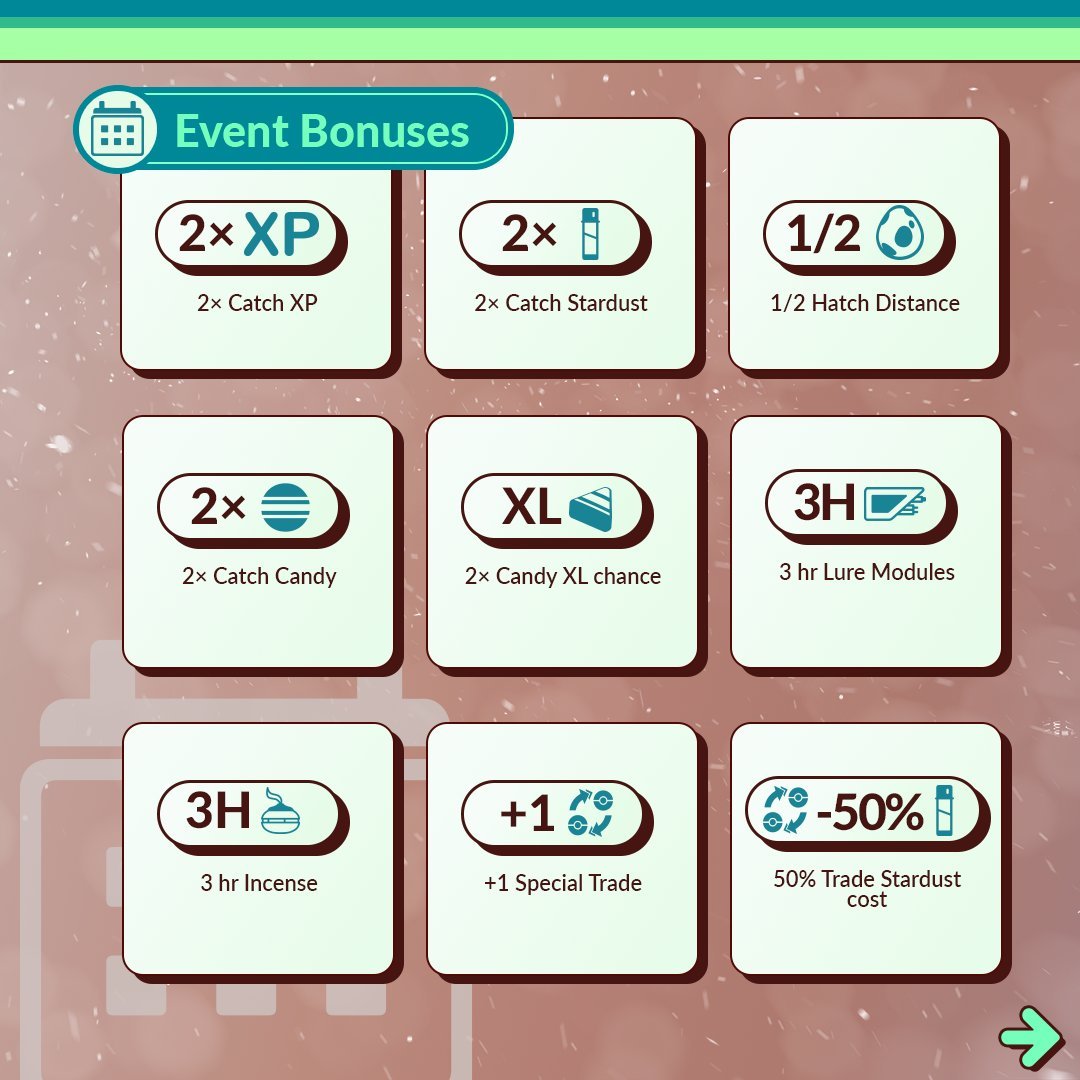 Event Bonuses
2× XP
2× Catch XP
2×
2× Catch Stardust
1/2
1/2 Hatch Distance
2×
2× Catch Candy
XL
2× Candy XL chance
3H
3 hr Lure Modules
3H
3 hr Incense
+1
+1 Special Trade
-50%
50% Trade Stardust
cost